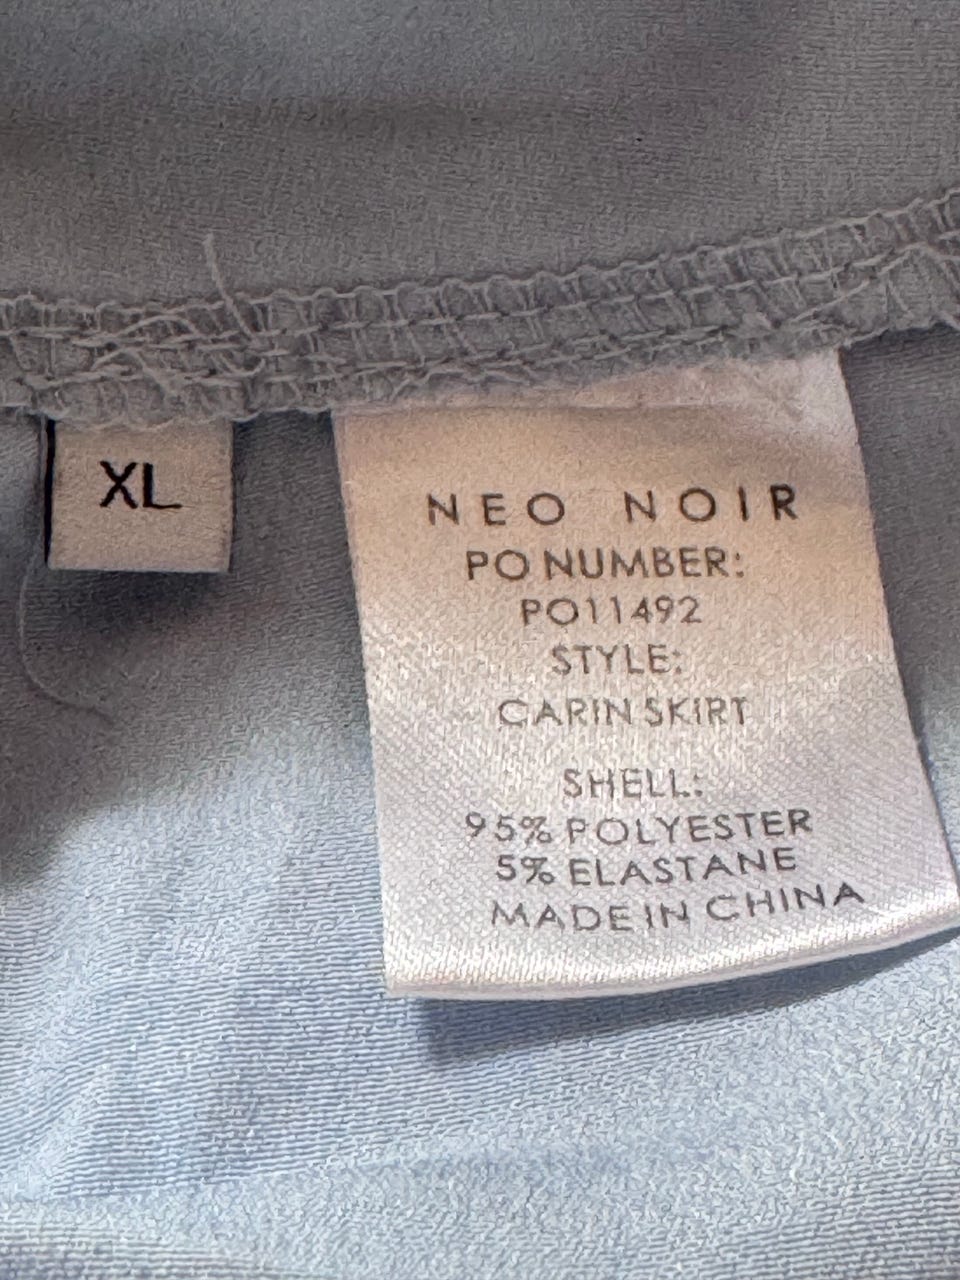 XL
NEO NOIR
PO NUMBER:
PO11492
STYLE:
CARIN SKIRT
SHELL:
95% POLYESTER
5% ELASTANE
MADE IN CHINA